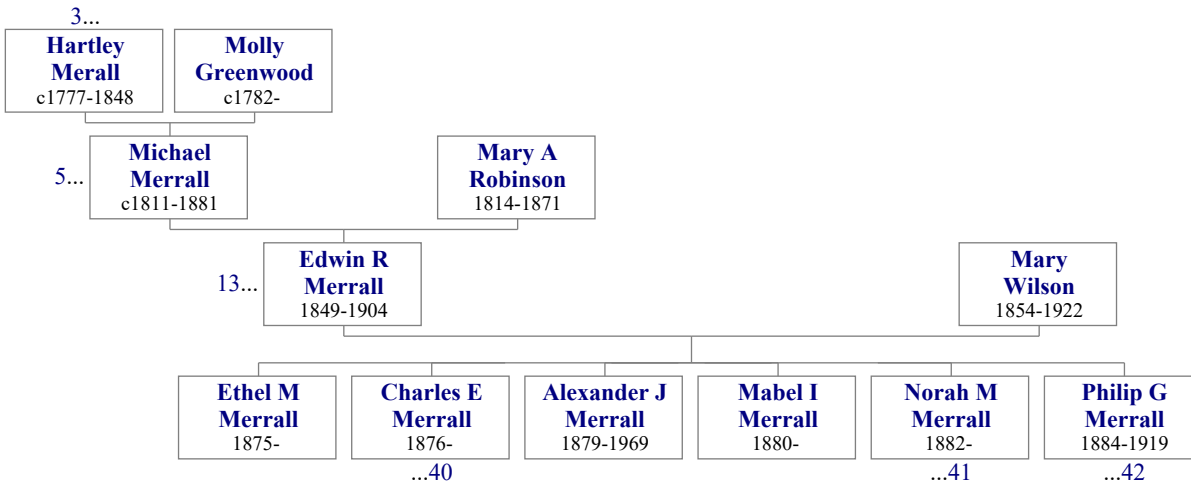 3...
Hartley
Merall
c1777-1848
Molly
Greenwood
c1782-
5...
Michael
Merrall
c1811-1881
Mary A
Robinson
1814-1871
13...
Edwin R
Merrall
1849-1904
Mary
Wilson
1854-1922
Ethel M
Merrall
1875-
Charles E
Merrall
1876-
...40
Alexander J
Merrall
1879-1969
Mabel I
Merrall
1880-
Norah M
Merrall
1882-
...41
Philip G
Merrall
1884-1919
...42